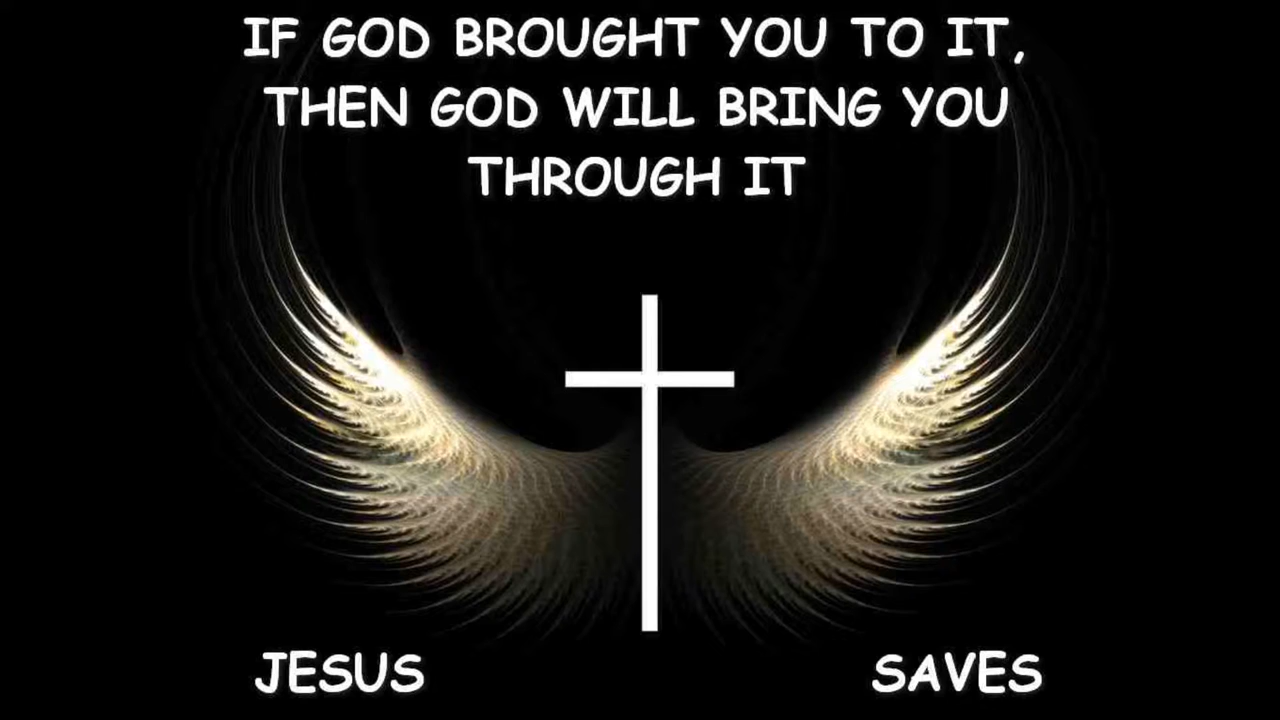 IF GOD BROUGHT YOU TO IT,
THEN GOD WILL BRING YOU
THROUGH IT
JESUS SAVES